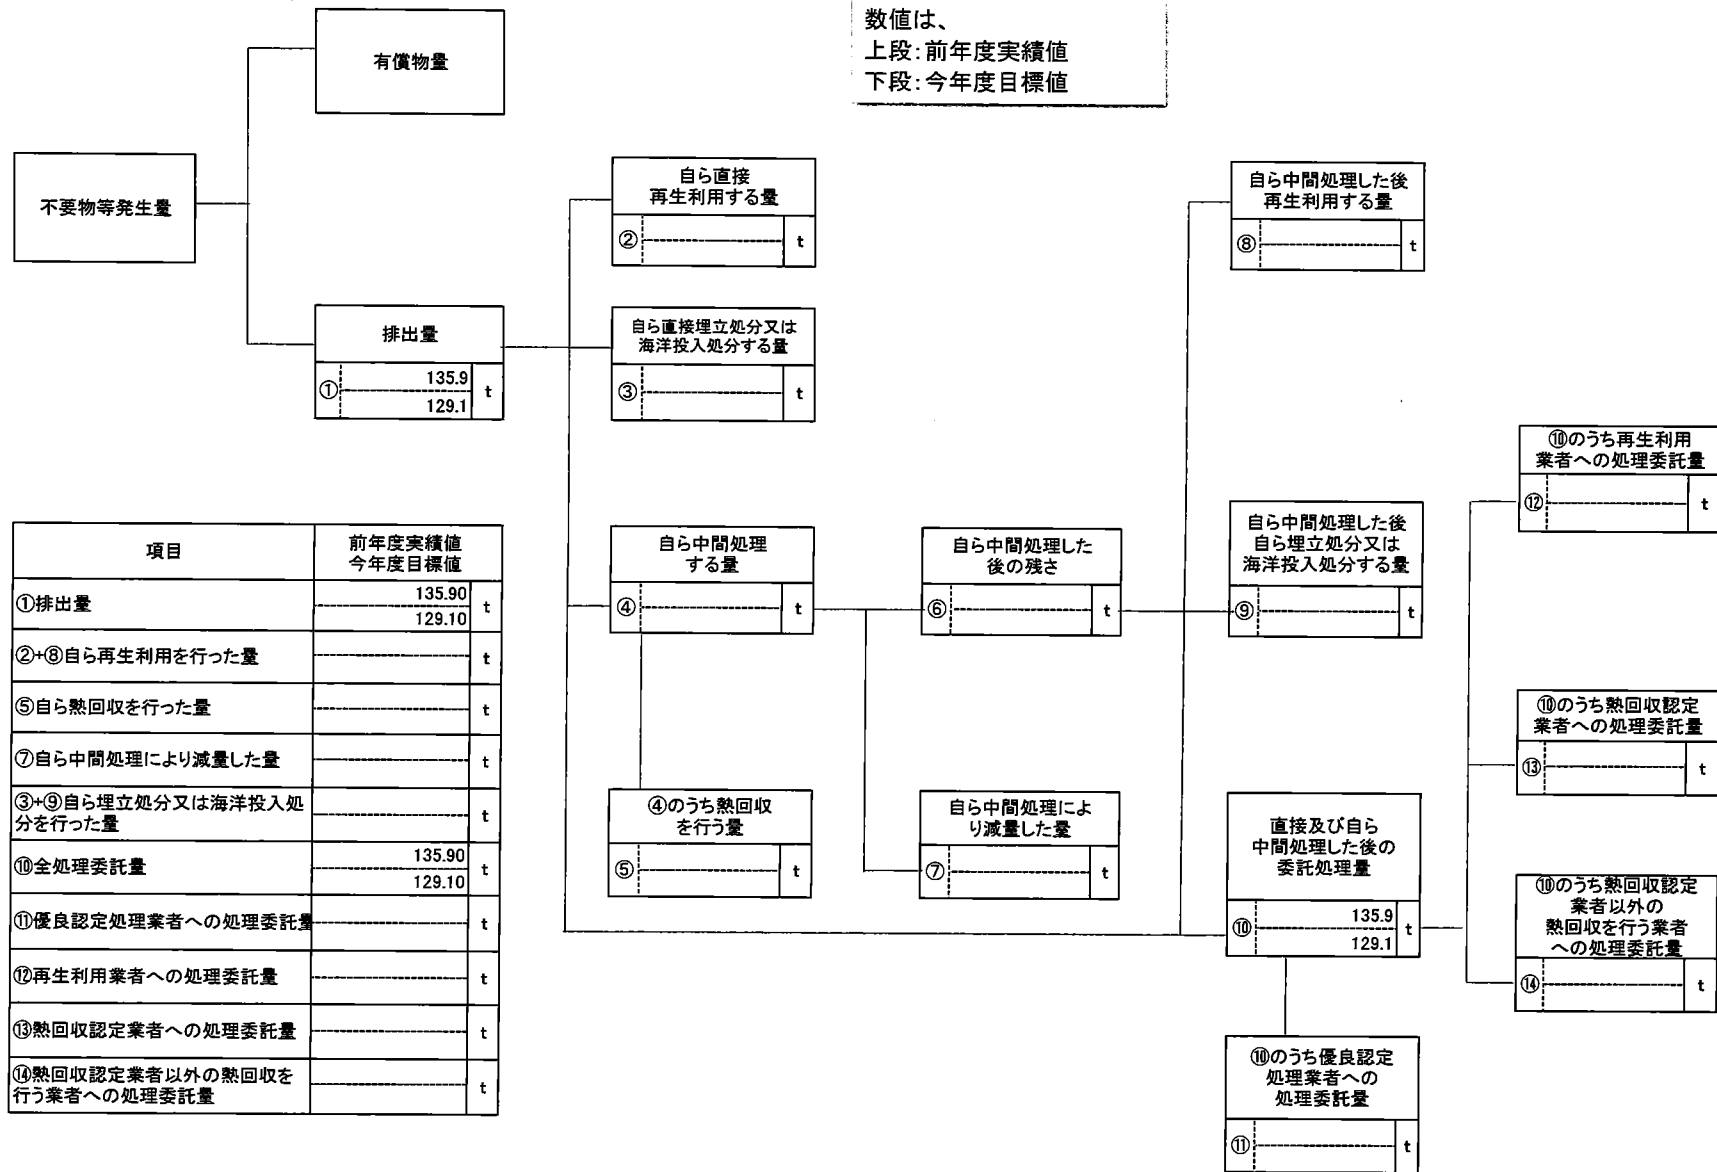 数値は、
上段:前年度実績値
下段:今年度目標値
有償物量
不要物等発生量
排出量
① 135.9 t
129.1
自ら直接
再生利用する量
② t
自ら直接埋立処分又は
海洋投入処分する量
③ t
自ら中間処理
する量
④ t
④のうち熱回収
を行う量
⑤ t
自ら中間処理した
後の残さ
⑥ t
自ら中間処理によ
り減量した量
⑦ t
自ら中間処理した後
再生利用する量
⑧ t
自ら中間処理した後
自ら埋立処分又は
海洋投入処分する量
⑨ t
直接及び自ら
中間処理した後の
委託処理量
⑩ 135.9 t
129.1
⑩のうち優良認定
処理業者への
処理委託量
⑪ t
⑩のうち再生利用
業者への処理委託量
⑫ t
⑩のうち熱回収認定
業者への処理委託量
⑬ t
⑩のうち熱回収認定
業者以外の
熱回収を行う業者
への処理委託量
⑭ t
項目 前年度実績値
今年度目標値
①排出量 135.90 t
129.10
②+⑧自ら再生利用を行った量 t
⑤自ら熱回収を行った量 t
⑦自ら中間処理により減量した量 t
③+⑨自ら埋立処分又は海洋投入処
分を行った量 t
⑩全処理委託量 135.90 t
129.10
⑪優良認定処理業者への処理委託量 t
⑫再生利用業者への処理委託量 t
⑬熱回収認定業者への処理委託量 t
⑭熱回収認定業者以外の熱回収を
行う業者への処理委託量 t